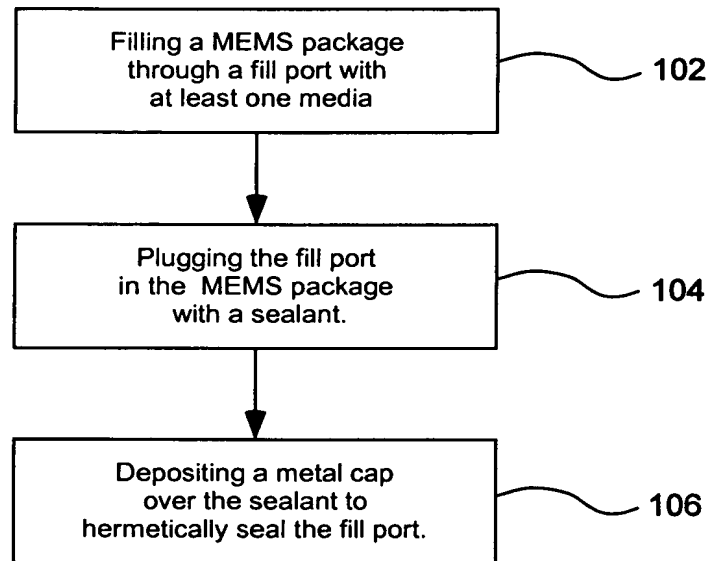 Filling a MEMS package
through a fill port with
at least one media
102
Plugging the fill port
in the MEMS package
with a sealant.
104
Depositing a metal cap
over the sealant to
hermetically seal the fill port.
106